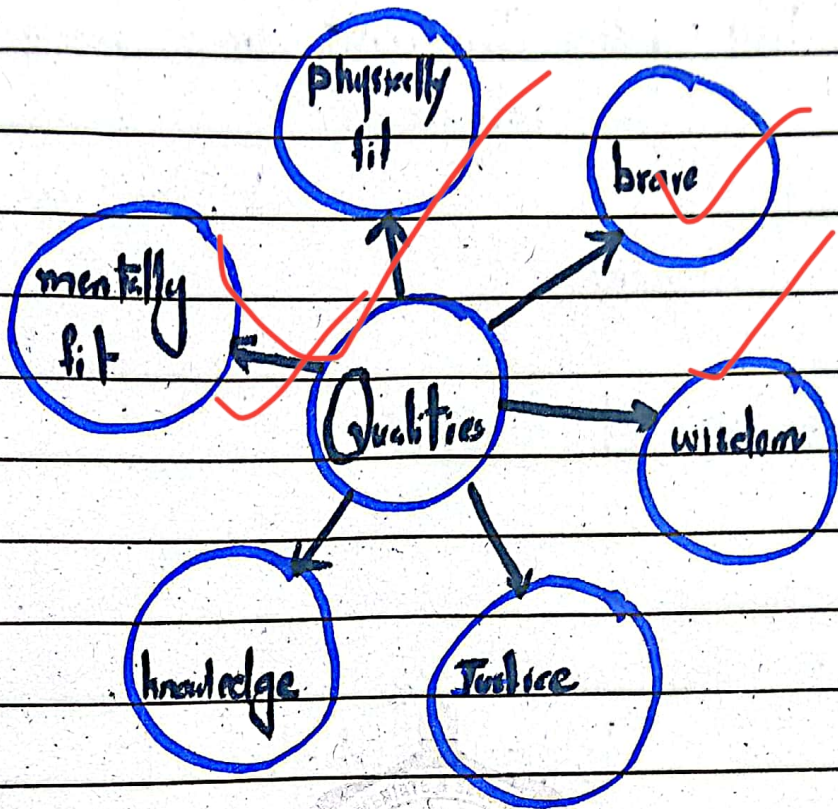 physically
fit
brave
mentally
fit
Qualities
wisdom
knowledge
Justice